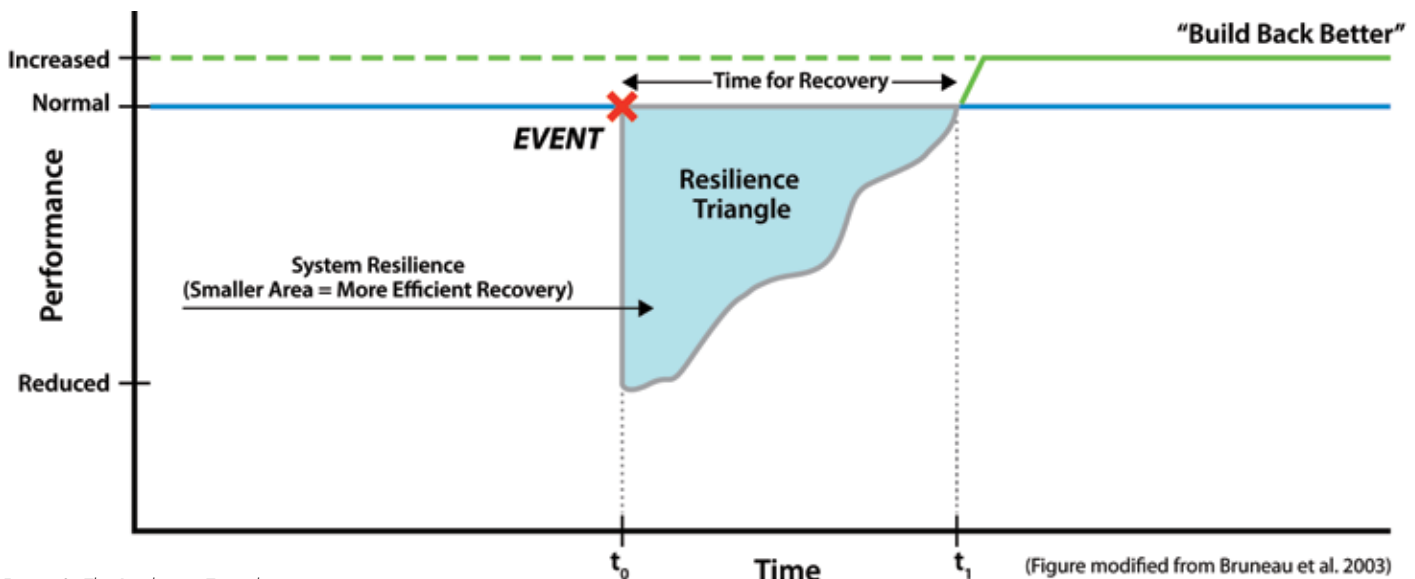 "Build Back Better"
Increased
Time for Recovery
Normal
EVENT
Performance
Resilience
Triangle
System Resilience
(Smaller Area = More Efficient Recovery)
Reduced
t₀
Time
t₁
(Figure modified from Bruneau et al. 2003)